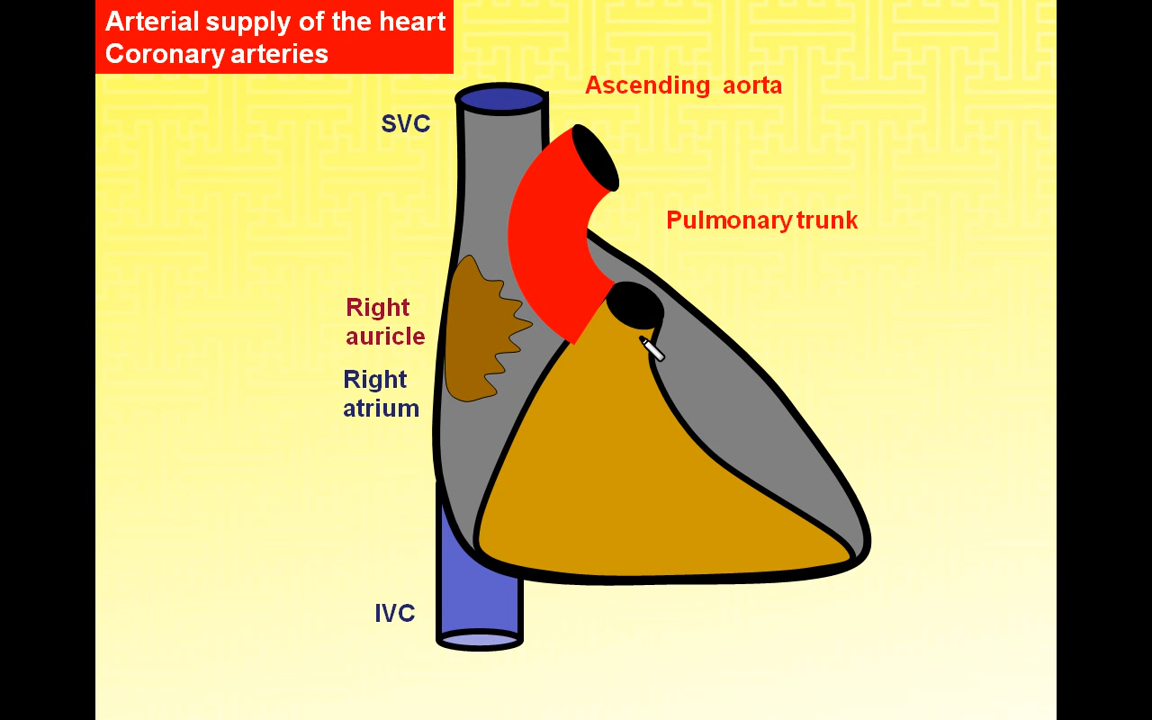 Arterial supply of the heart
Coronary arteries
Ascending aorta
SVC
Pulmonary trunk
Right
auricle
Right
atrium
IVC